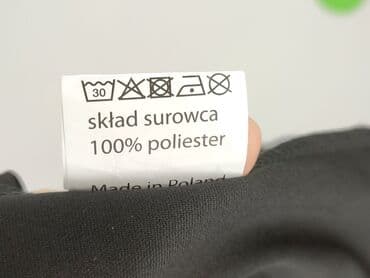 30
skład surowca
100% poliester
Made in Poland